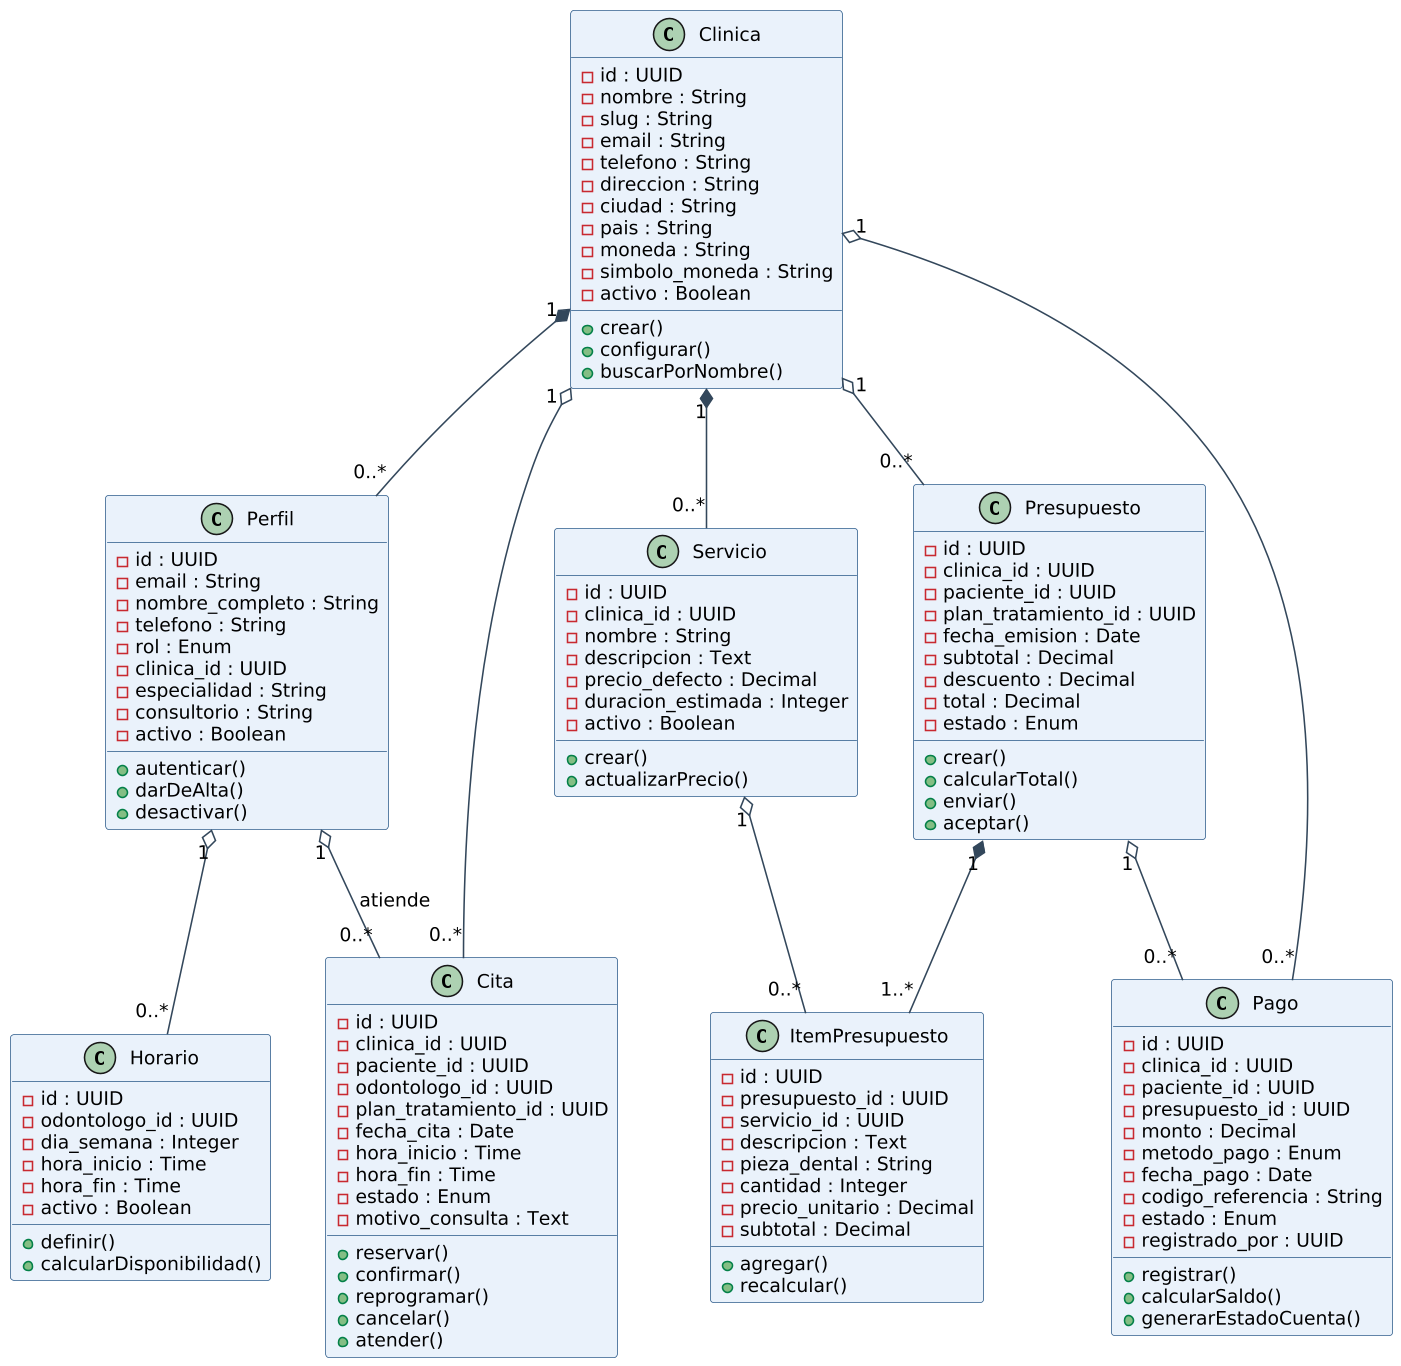 C Clinica
id : UUID
nombre : String
slug : String
email : String
telefono : String
direccion : String
ciudad : String
pais : String
moneda : String
simbolo_moneda : String
activo : Boolean
crear()
configurar()
buscarPorNombre()
1
1
1
1
1
0..*
0..*
0..*
C Perfil
id : UUID
email : String
nombre_completo : String
telefono : String
rol : Enum
clinica_id : UUID
especialidad : String
consultorio : String
activo : Boolean
autenticar()
darDeAlta()
desactivar()
C Servicio
id : UUID
clinica_id : UUID
nombre : String
descripcion : Text
precio_defecto : Decimal
duracion_estimada : Integer
activo : Boolean
crear()
actualizarPrecio()
C Presupuesto
id : UUID
clinica_id : UUID
paciente_id : UUID
plan_tratamiento_id : UUID
fecha_emision : Date
subtotal : Decimal
descuento : Decimal
total : Decimal
estado : Enum
crear()
calcularTotal()
enviar()
aceptar()
1
1
1
1
1
atiende
0..*
0..*
0..*
0..*
1..*
0..*
0..*
C Horario
id : UUID
odontologo_id : UUID
dia_semana : Integer
hora_inicio : Time
hora_fin : Time
activo : Boolean
definir()
calcularDisponibilidad()
C Cita
id : UUID
clinica_id : UUID
paciente_id : UUID
odontologo_id : UUID
plan_tratamiento_id : UUID
fecha_cita : Date
hora_inicio : Time
hora_fin : Time
estado : Enum
motivo_consulta : Text
reservar()
confirmar()
reprogramar()
cancelar()
atender()
C ItemPresupuesto
id : UUID
presupuesto_id : UUID
servicio_id : UUID
descripcion : Text
pieza_dental : String
cantidad : Integer
precio_unitario : Decimal
subtotal : Decimal
agregar()
recalcular()
C Pago
id : UUID
clinica_id : UUID
paciente_id : UUID
presupuesto_id : UUID
monto : Decimal
metodo_pago : Enum
fecha_pago : Date
codigo_referencia : String
estado : Enum
registrado_por : UUID
registrar()
calcularSaldo()
generarEstadoCuenta()